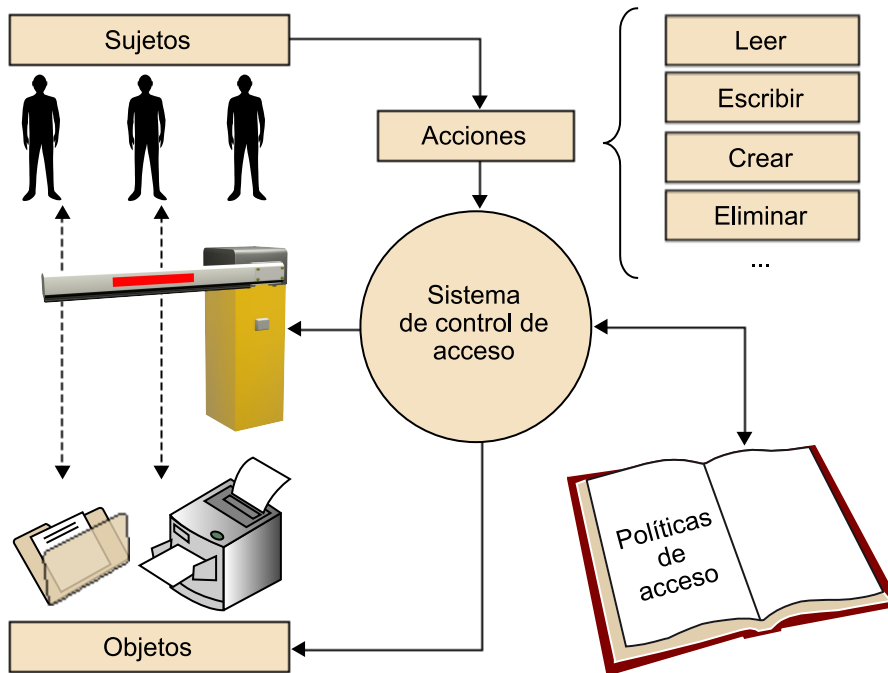 Sujetos
Acciones
Leer
Escribir
Crear
Eliminar
...
Sistema
de control de
acceso
Políticas
de
acceso
Objetos